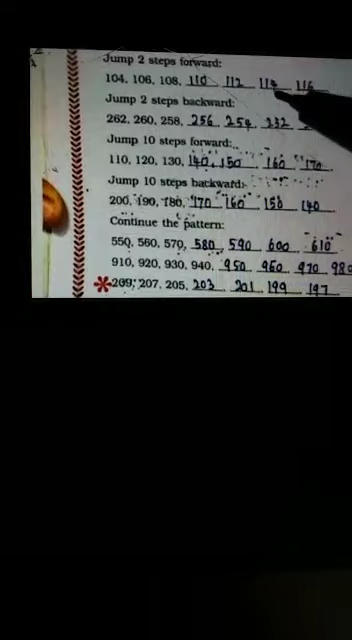 Jump 2 steps forward:
104, 106, 108, 110 112 114 116
Jump 2 steps backward:
262, 260, 258, 256 254 232
Jump 10 steps forward:
110, 120, 130, 140, 150 160 170
Jump 10 steps backward:
200, 190, 180, 170 160 150 140
Continue the pattern:
550, 560, 570, 580 590 600 610
910, 920, 930, 940, 950 960 970 980
209, 207, 205, 203 201 199 197